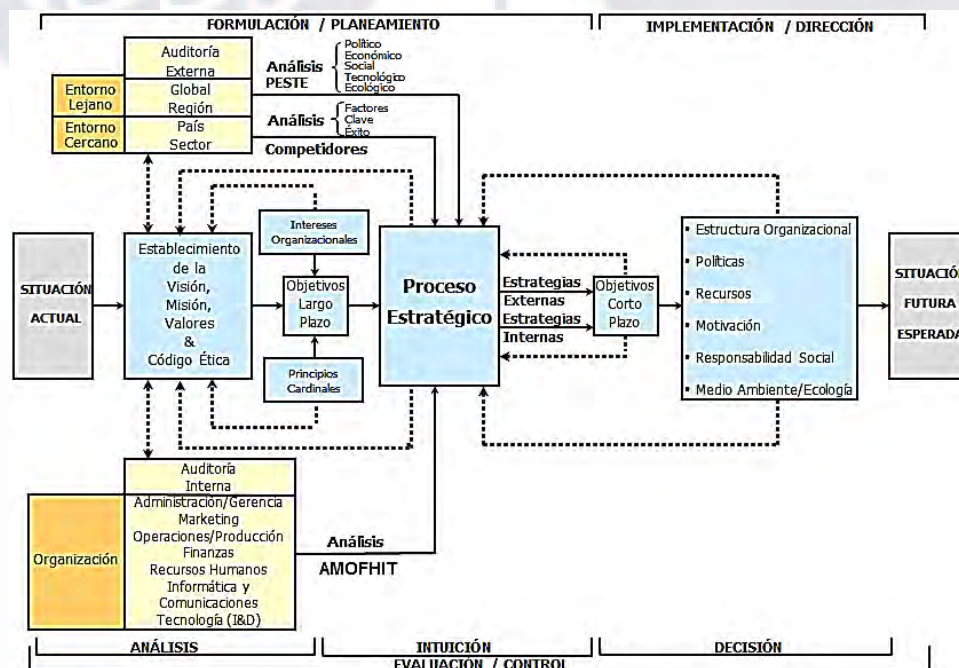 FORMULACIÓN / PLANEAMIENTO
IMPLEMENTACIÓN / DIRECCIÓN
Auditoría
Externa
Entorno
Lejano
Global
Región
Entorno
Cercano
País
Sector
Análisis
PESTE
Político
Económico
Social
Tecnológico
Ecológico
Análisis
Competidores
Factores
Clave
Éxito
SITUACIÓN
ACTUAL
Establecimiento
de la
Visión,
Misión,
Valores
&
Código Ética
Intereses
Organizacionales
Objetivos
Largo
Plazo
Principios
Cardinales
Proceso
Estratégico
Estrategias
Externas
Estrategias
Internas
Objetivos
Corto
Plazo
• Estructura Organizacional
• Políticas
• Recursos
• Motivación
• Responsabilidad Social
• Medio Ambiente/Ecología
SITUACIÓN
FUTURA
ESPERADA
Auditoría
Interna
Organización
Administración/Gerencia
Marketing
Operaciones/Producción
Finanzas
Recursos Humanos
Informática y
Comunicaciones
Tecnología (I&D)
Análisis
AMOFHIT
ANÁLISIS
INTUICIÓN
DECISIÓN
EVALUACIÓN / CONTROL